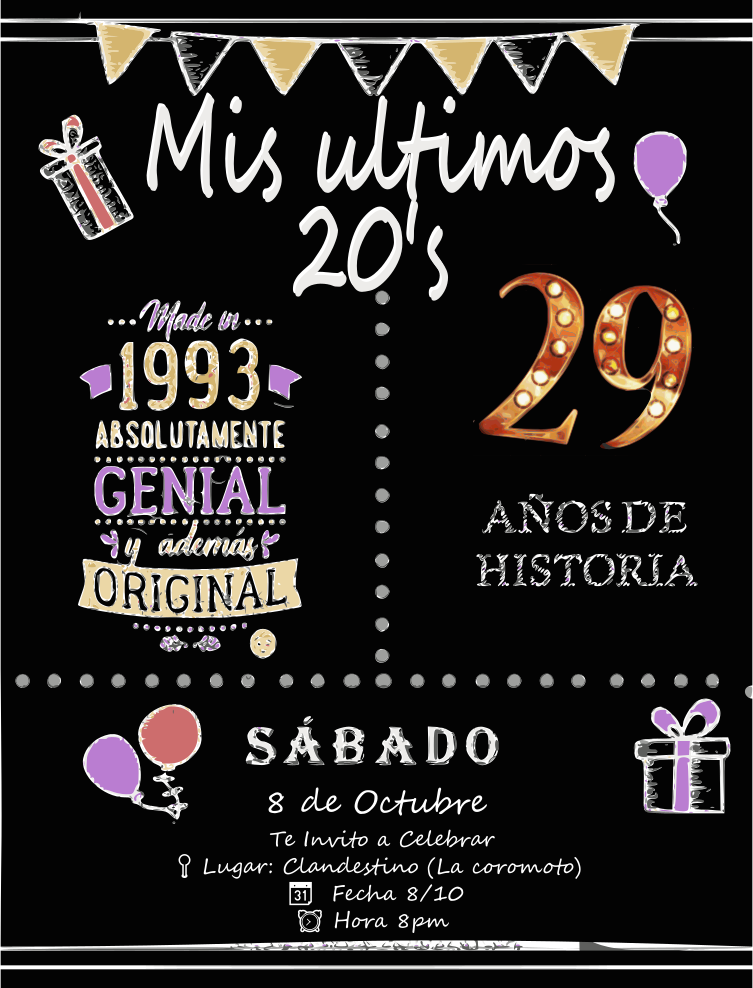 Mis ultimos
20's
Made in
1993
ABSOLUTAMENTE
GENIAL
y además
ORIGINAL
29
AÑOS DE
HISTORIA
SÁBADO
8 de Octubre
Te Invito a Celebrar
Lugar: Clandestino (La coromoto)
31 Fecha 8/10
Hora 8pm